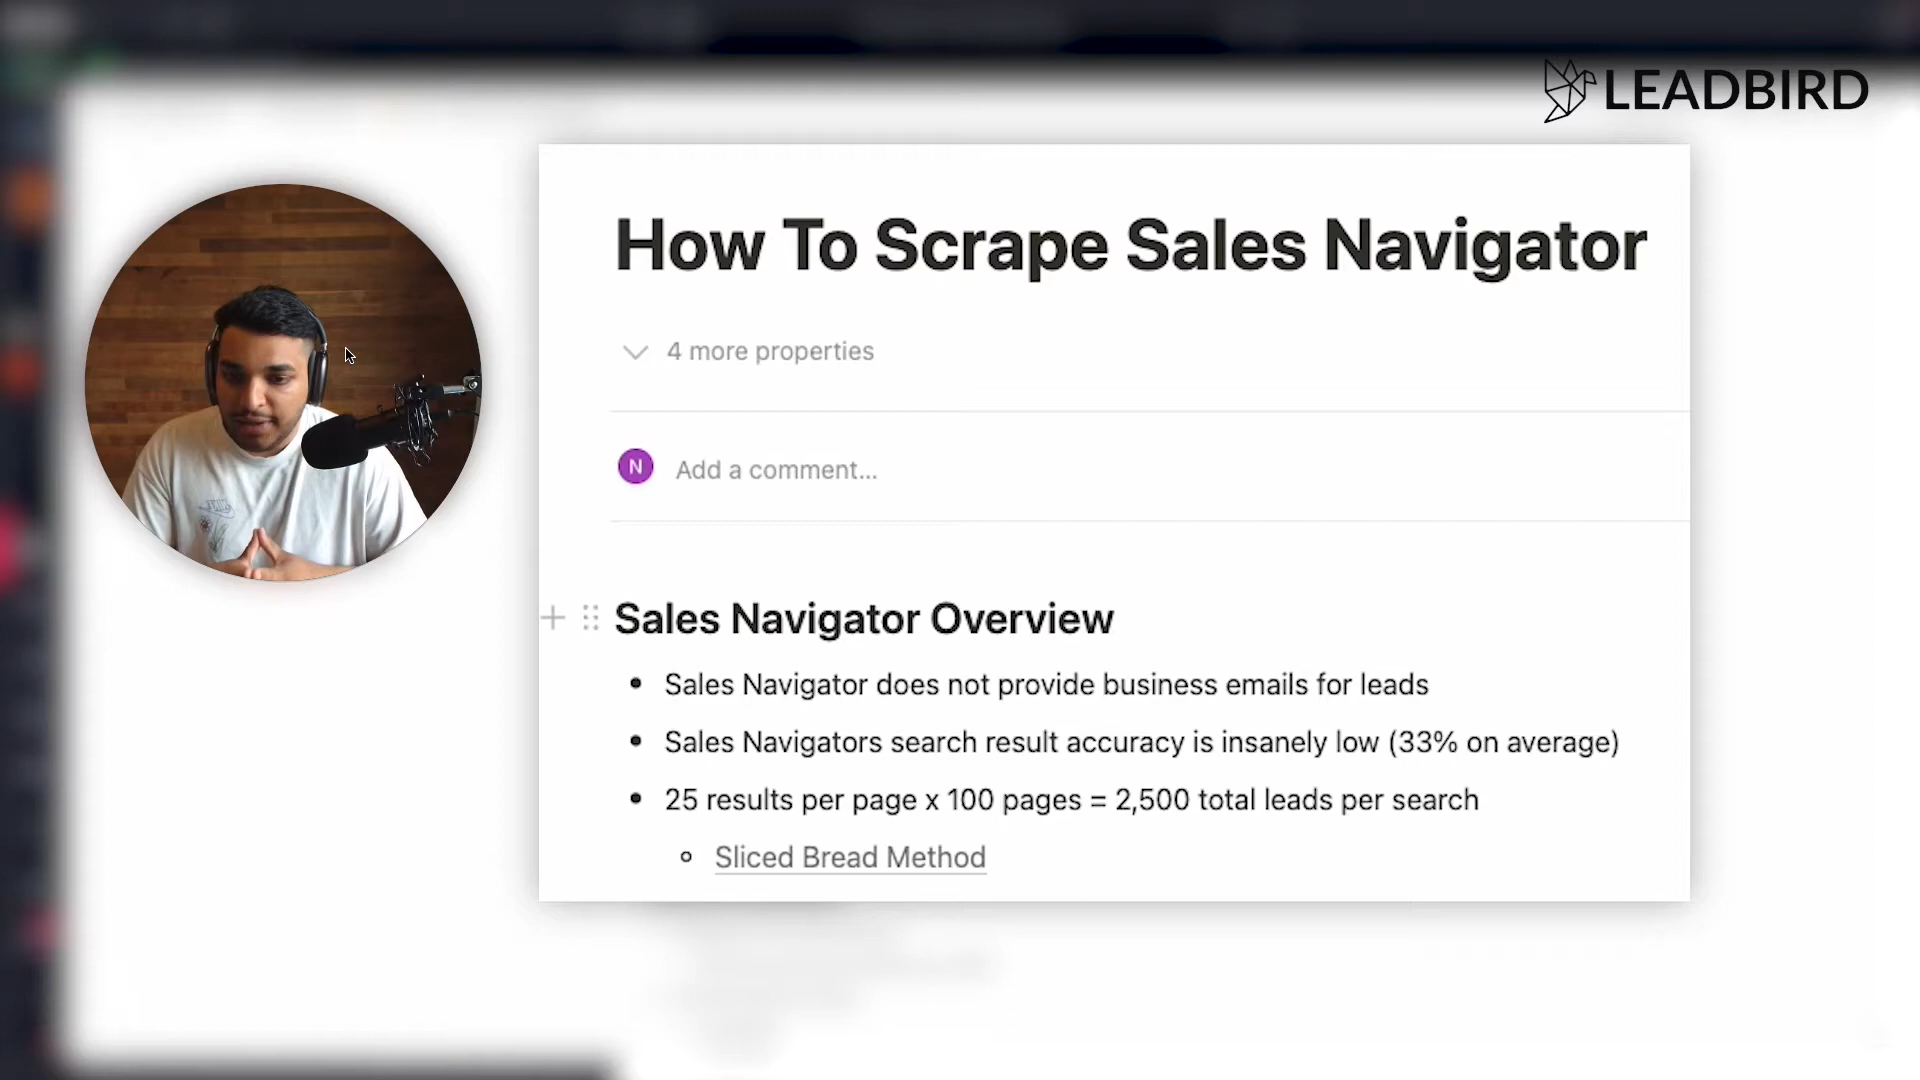 LEADBIRD
How To Scrape Sales Navigator
4 more properties
N
Add a comment...
Sales Navigator Overview
Sales Navigator does not provide business emails for leads
Sales Navigators search result accuracy is insanely low (33% on average)
25 results per page x 100 pages = 2,500 total leads per search
Sliced Bread Method